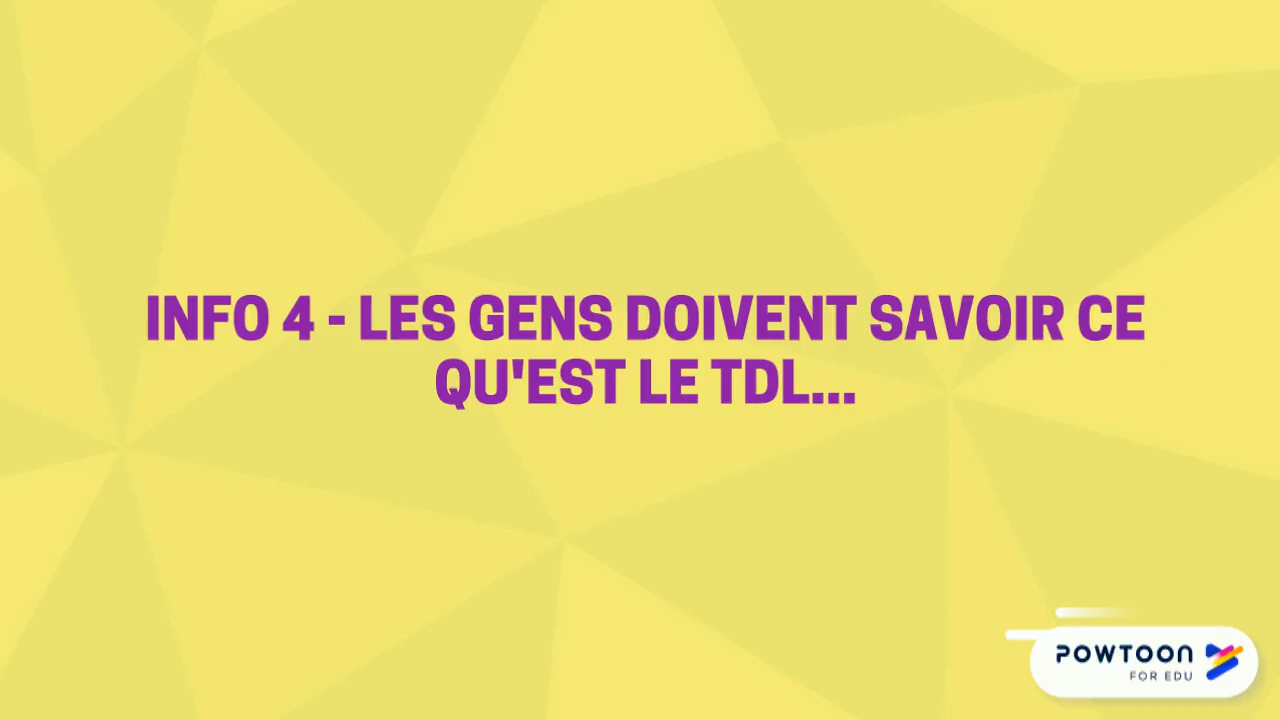 INFO 4 - LES GENS DOIVENT SAVOIR CE
QU'EST LE TDL...
POWTOON
FOR EDU